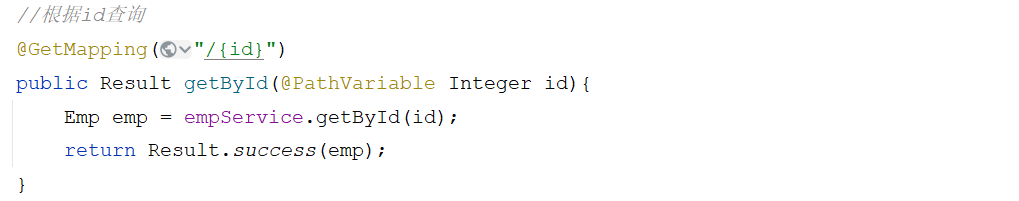 //根据id查询
@GetMapping("/{id}")
public Result getById(@PathVariable Integer id){
    Emp emp = empService.getById(id);
    return Result.success(emp);
}